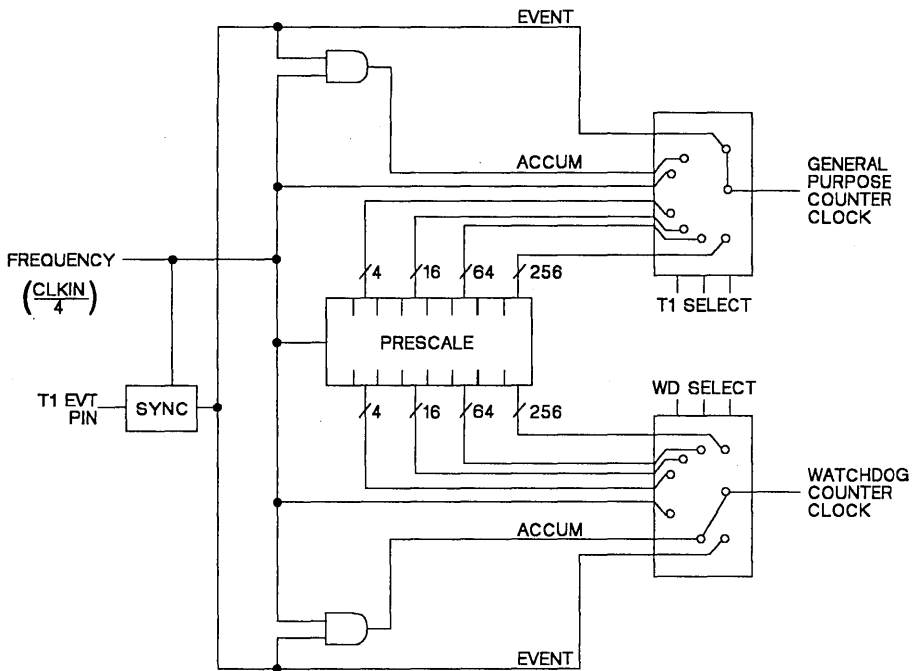 EVENT
ACCUM
GENERAL
PURPOSE
COUNTER
CLOCK
FREQUENCY
(CLKIN/4)
/4 /16 /64 /256
T1 SELECT
PRESCALE
T1 EVT
PIN
SYNC
/4 /16 /64 /256
WD SELECT
WATCHDOG
COUNTER
CLOCK
ACCUM
EVENT